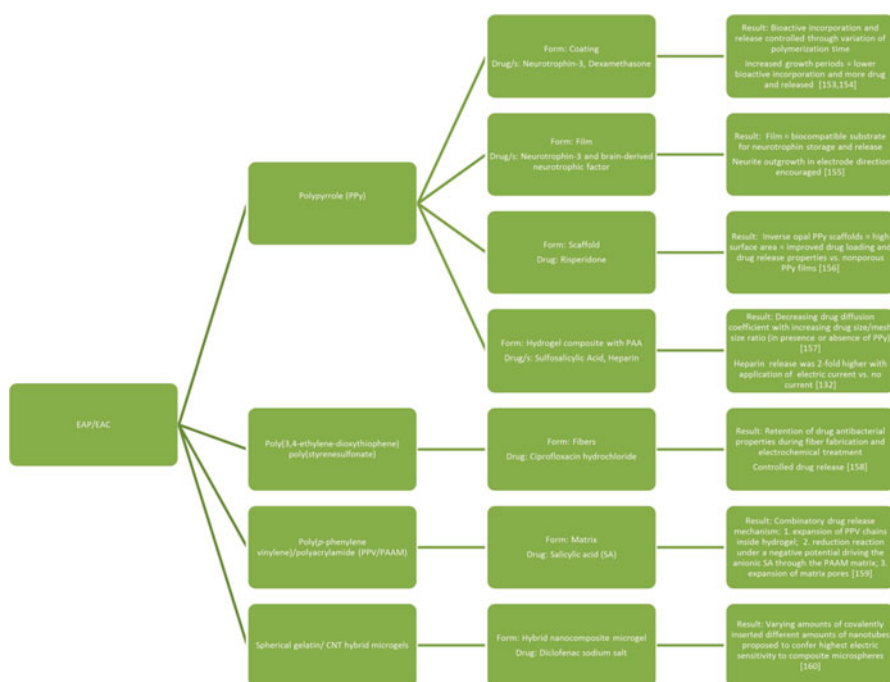 EAP/EAC
Polypyrrole (PPy)
Form: Coating
Drug/s: Neurotrophin-3, Dexamethasone
Result: Bioactive incorporation and
release controlled through variation of
polymerization time
Increased growth periods = lower
bioactive incorporation and more drug
and released [153,154]
Form: Film
Drug/s: Neurotrophin-3 and brain-derived
neurotrophic factor
Result: Film = biocompatible substrate
for neurotrophin storage and release
Neurite outgrowth in electrode direction
encouraged [155]
Form: Scaffold
Drug: Risperidone
Result: Inverse opal PPy scaffolds = high
surface area = improved drug loading and
drug release properties vs. nonporous
PPy films [156]
Form: Hydrogel composite with PAA
Drug/s: Sulfosalicylic Acid, Heparin
Result: Decreasing drug diffusion
coefficient with increasing drug size/mesh
size ratio (in presence or absence of PPy)
[157]
Heparin release was 2-fold higher with
application of electric current vs. no
current [132]
Poly(3,4-ethylene-dioxythiophene)
poly(styrenesulfonate)
Form: Fibers
Drug: Ciprofloxacin hydrochloride
Result: Retention of drug antibacterial
properties during fiber fabrication and
electrochemical treatment
Controlled drug release [158]
Poly(p-phenylene
vinylene)/polyacrylamide (PPV/PAAM)
Form: Matrix
Drug: Salicylic acid (SA)
Result: Combinatory drug release
mechanism: 1. expansion of PPV chains
inside hydrogel; 2. reduction reaction
under a negative potential driving the
anionic SA through the PAAM matrix; 3.
expansion of matrix pores [159]
Spherical gelatin/ CNT hybrid microgels
Form: Hybrid nanocomposite microgel
Drug: Diclofenac sodium salt
Result: Varying amounts of covalently
inserted different amounts of nanotubes
proposed to confer highest electric
sensitivity to composite microspheres
[160]